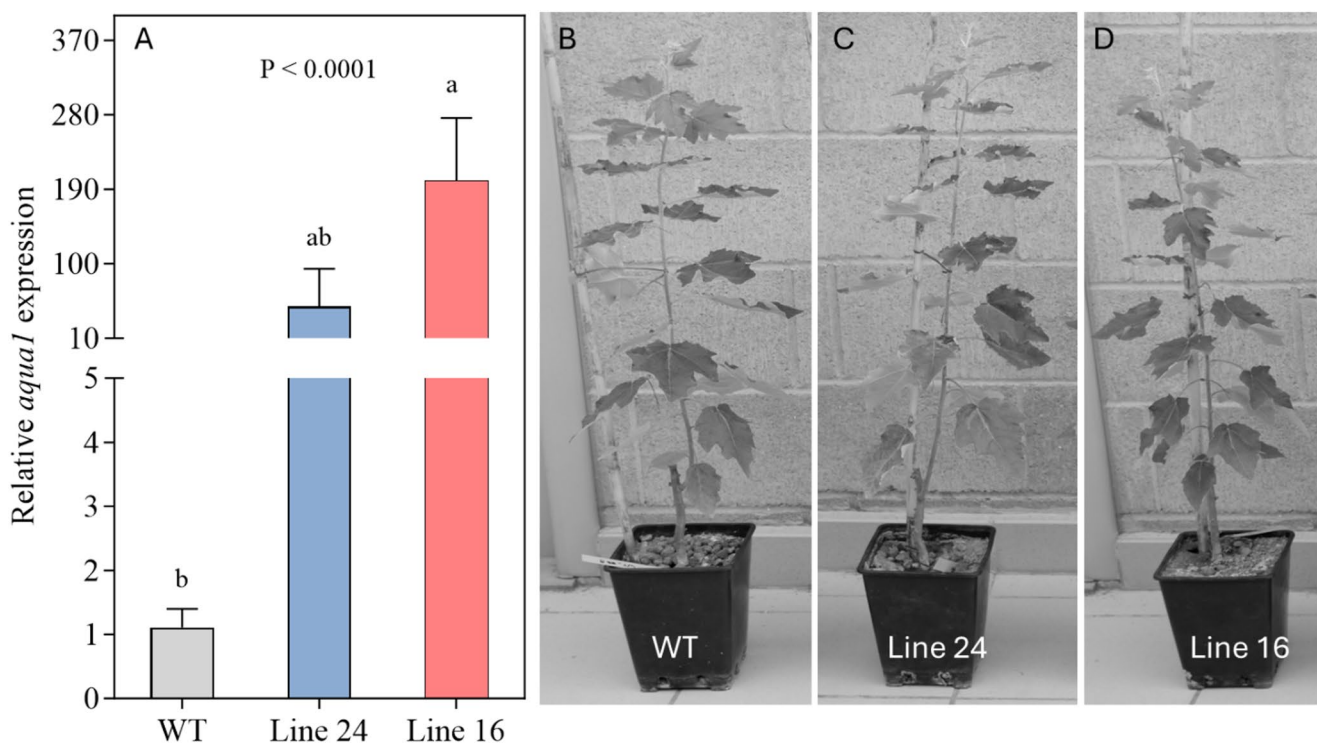 A
P < 0.0001
Relative aqua1 expression
370
280
190
100
10
5
4
3
2
1
0
b
ab
a
WT
Line 24
Line 16
B
WT
C
Line 24
D
Line 16